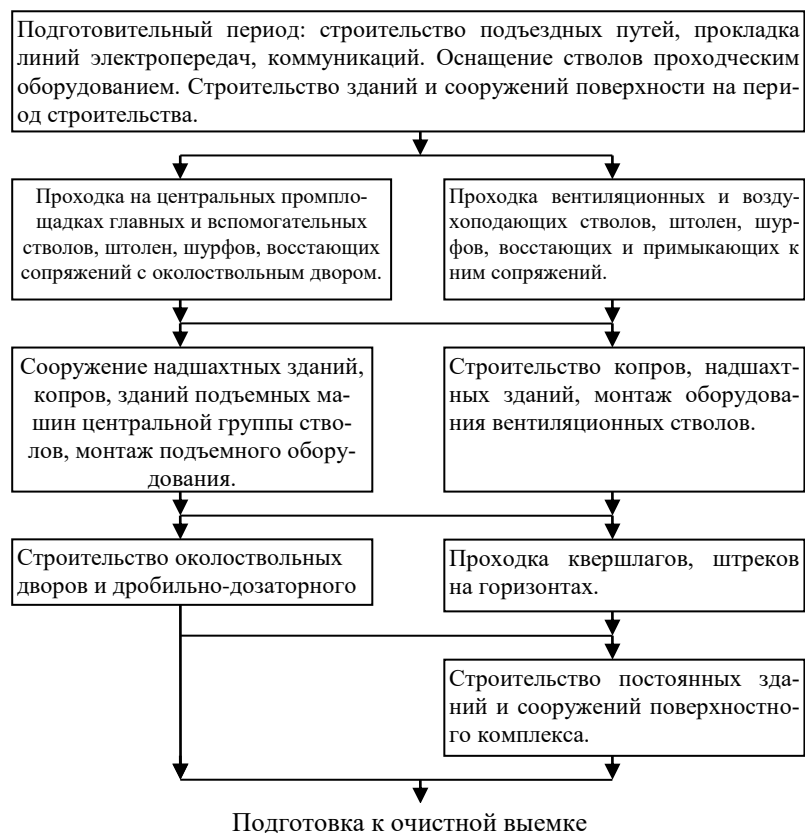 Подготовительный период: строительство подъездных путей, прокладка
линий электропередач, коммуникаций. Оснащение стволов проходческим
оборудованием. Строительство зданий и сооружений поверхности на пери-
од строительства.
Проходка на центральных промпло-
щадках главных и вспомогательных
стволов, штолен, шурфов, восстающих
сопряжений с околоствольным двором.
Проходка вентиляционных и возду-
хоподающих стволов, штолен, шур-
фов, восстающих и примыкающих к
ним сопряжений.
Сооружение надшахтных зданий,
копров, зданий подъемных ма-
шин центральной группы ство-
лов, монтаж подъемного обору-
дования.
Строительство копров, надшахт-
ных зданий, монтаж оборудова-
ния вентиляционных стволов.
Строительство околоствольных
дворов и дробильно-дозаторного
Проходка квершлагов, штреков
на горизонтах.
Строительство постоянных зда-
ний и сооружений поверхностно-
го комплекса.
Подготовка к очистной выемке